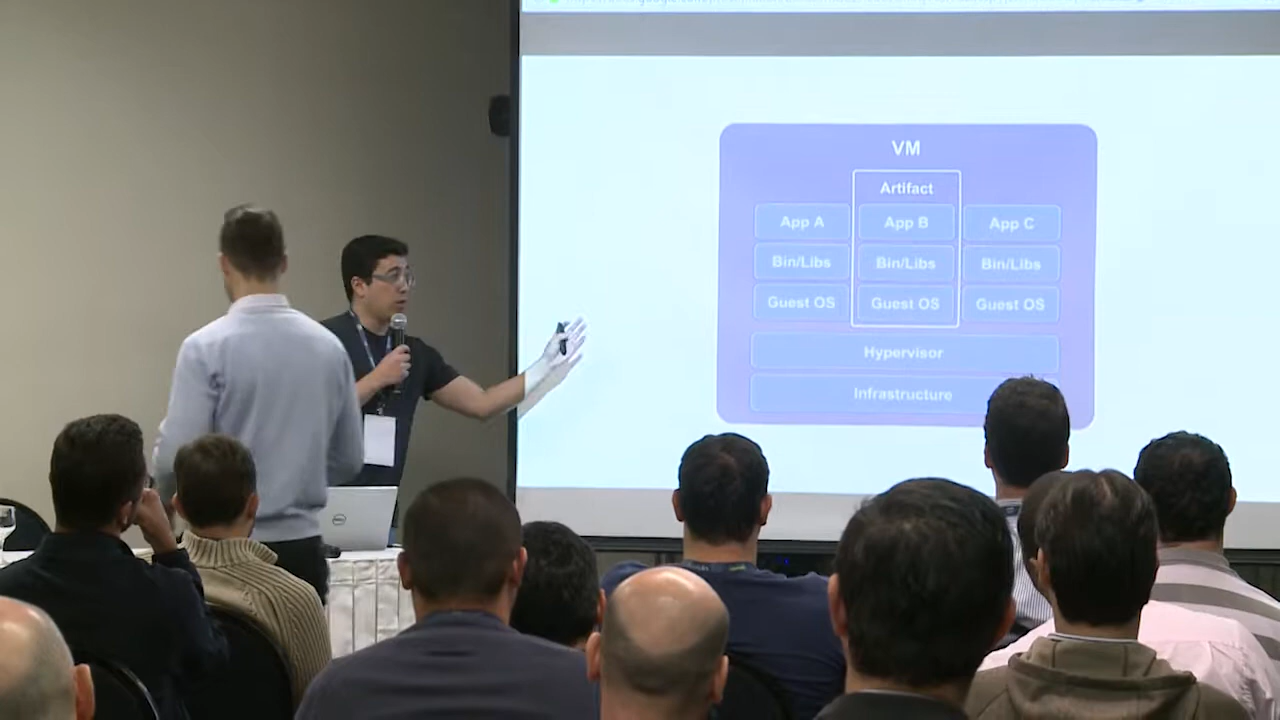 VM
Artifact
App A App B App C
Bin/Libs Bin/Libs Bin/Libs
Guest OS Guest OS Guest OS
Hypervisor
Infrastructure
DELL